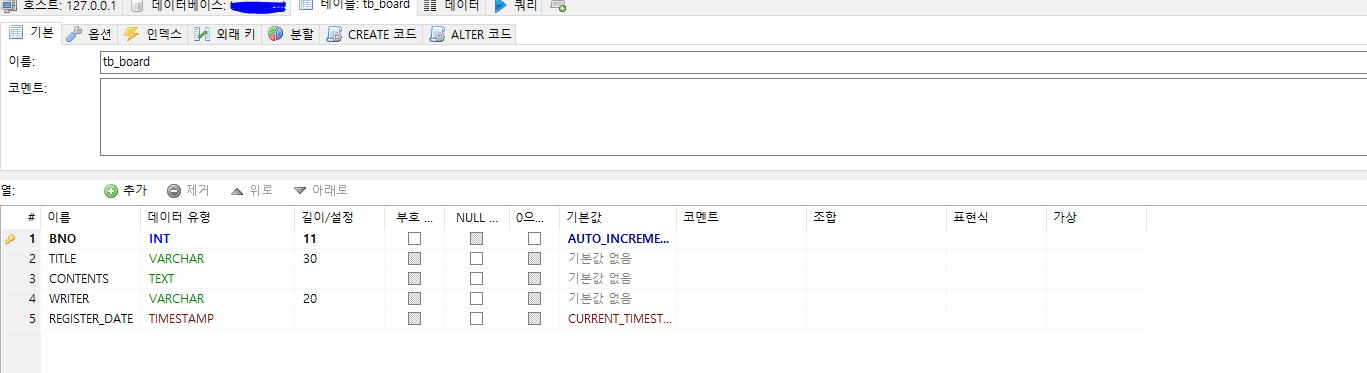 호스트: 127.0.0.1 데이터베이스: 테이블: tb_board 데이터 쿼리
기본 옵션 인덱스 외래 키 분할 CREATE 코드 ALTER 코드
이름: tb_board
코멘트:
열: 추가 제거 위로 아래로
# 이름 데이터 유형 길이/설정 부호 ... NULL ... 0으... 기본값 코멘트 조합 표현식 가상
1 BNO INT 11 AUTO_INCREME...
2 TITLE VARCHAR 30 기본값 없음
3 CONTENTS TEXT 기본값 없음
4 WRITER VARCHAR 20 기본값 없음
5 REGISTER_DATE TIMESTAMP CURRENT_TIMEST...